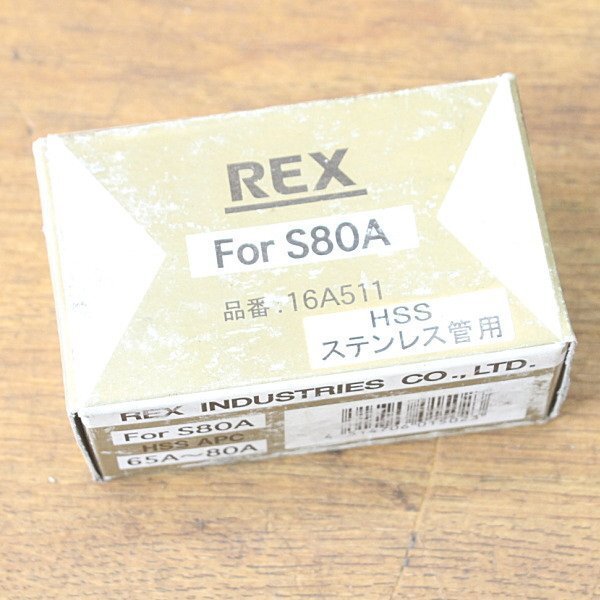 REX
For S80A
品番:16A511
HSS
ステンレス管用
REX INDUSTRIES CO.,LTD.
For S80A
HSS APC
65A~80A